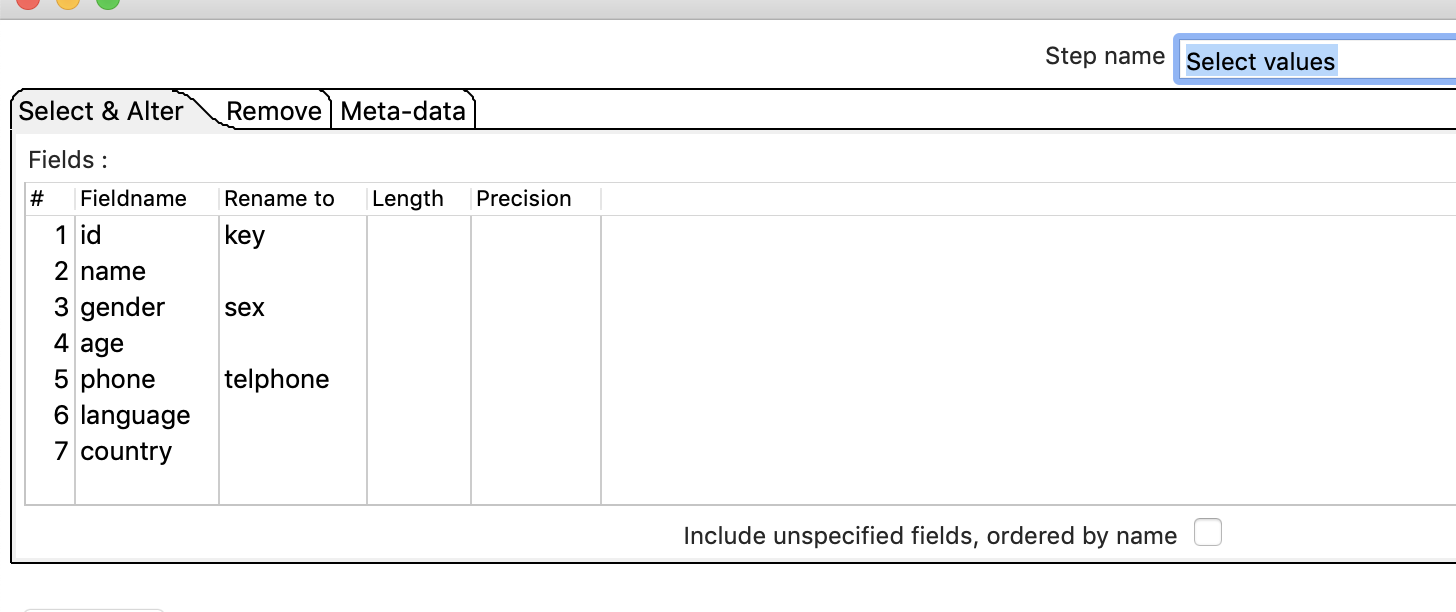 Step name Select values
Select & Alter Remove Meta-data
Fields :
# Fieldname Rename to Length Precision
1 id key
2 name
3 gender sex
4 age
5 phone telphone
6 language
7 country
Include unspecified fields, ordered by name